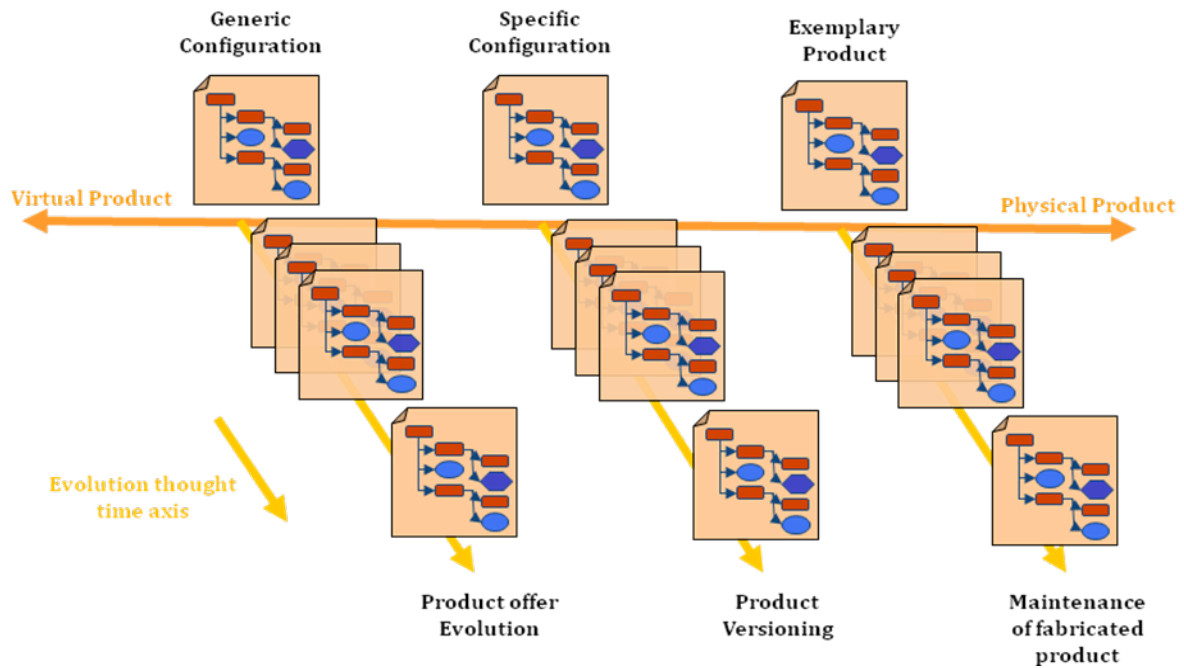 Generic
Configuration
Specific
Configuration
Exemplary
Product
Virtual Product
Physical Product
Evolution thought
time axis
Product offer
Evolution
Product
Versioning
Maintenance
of fabricated
product